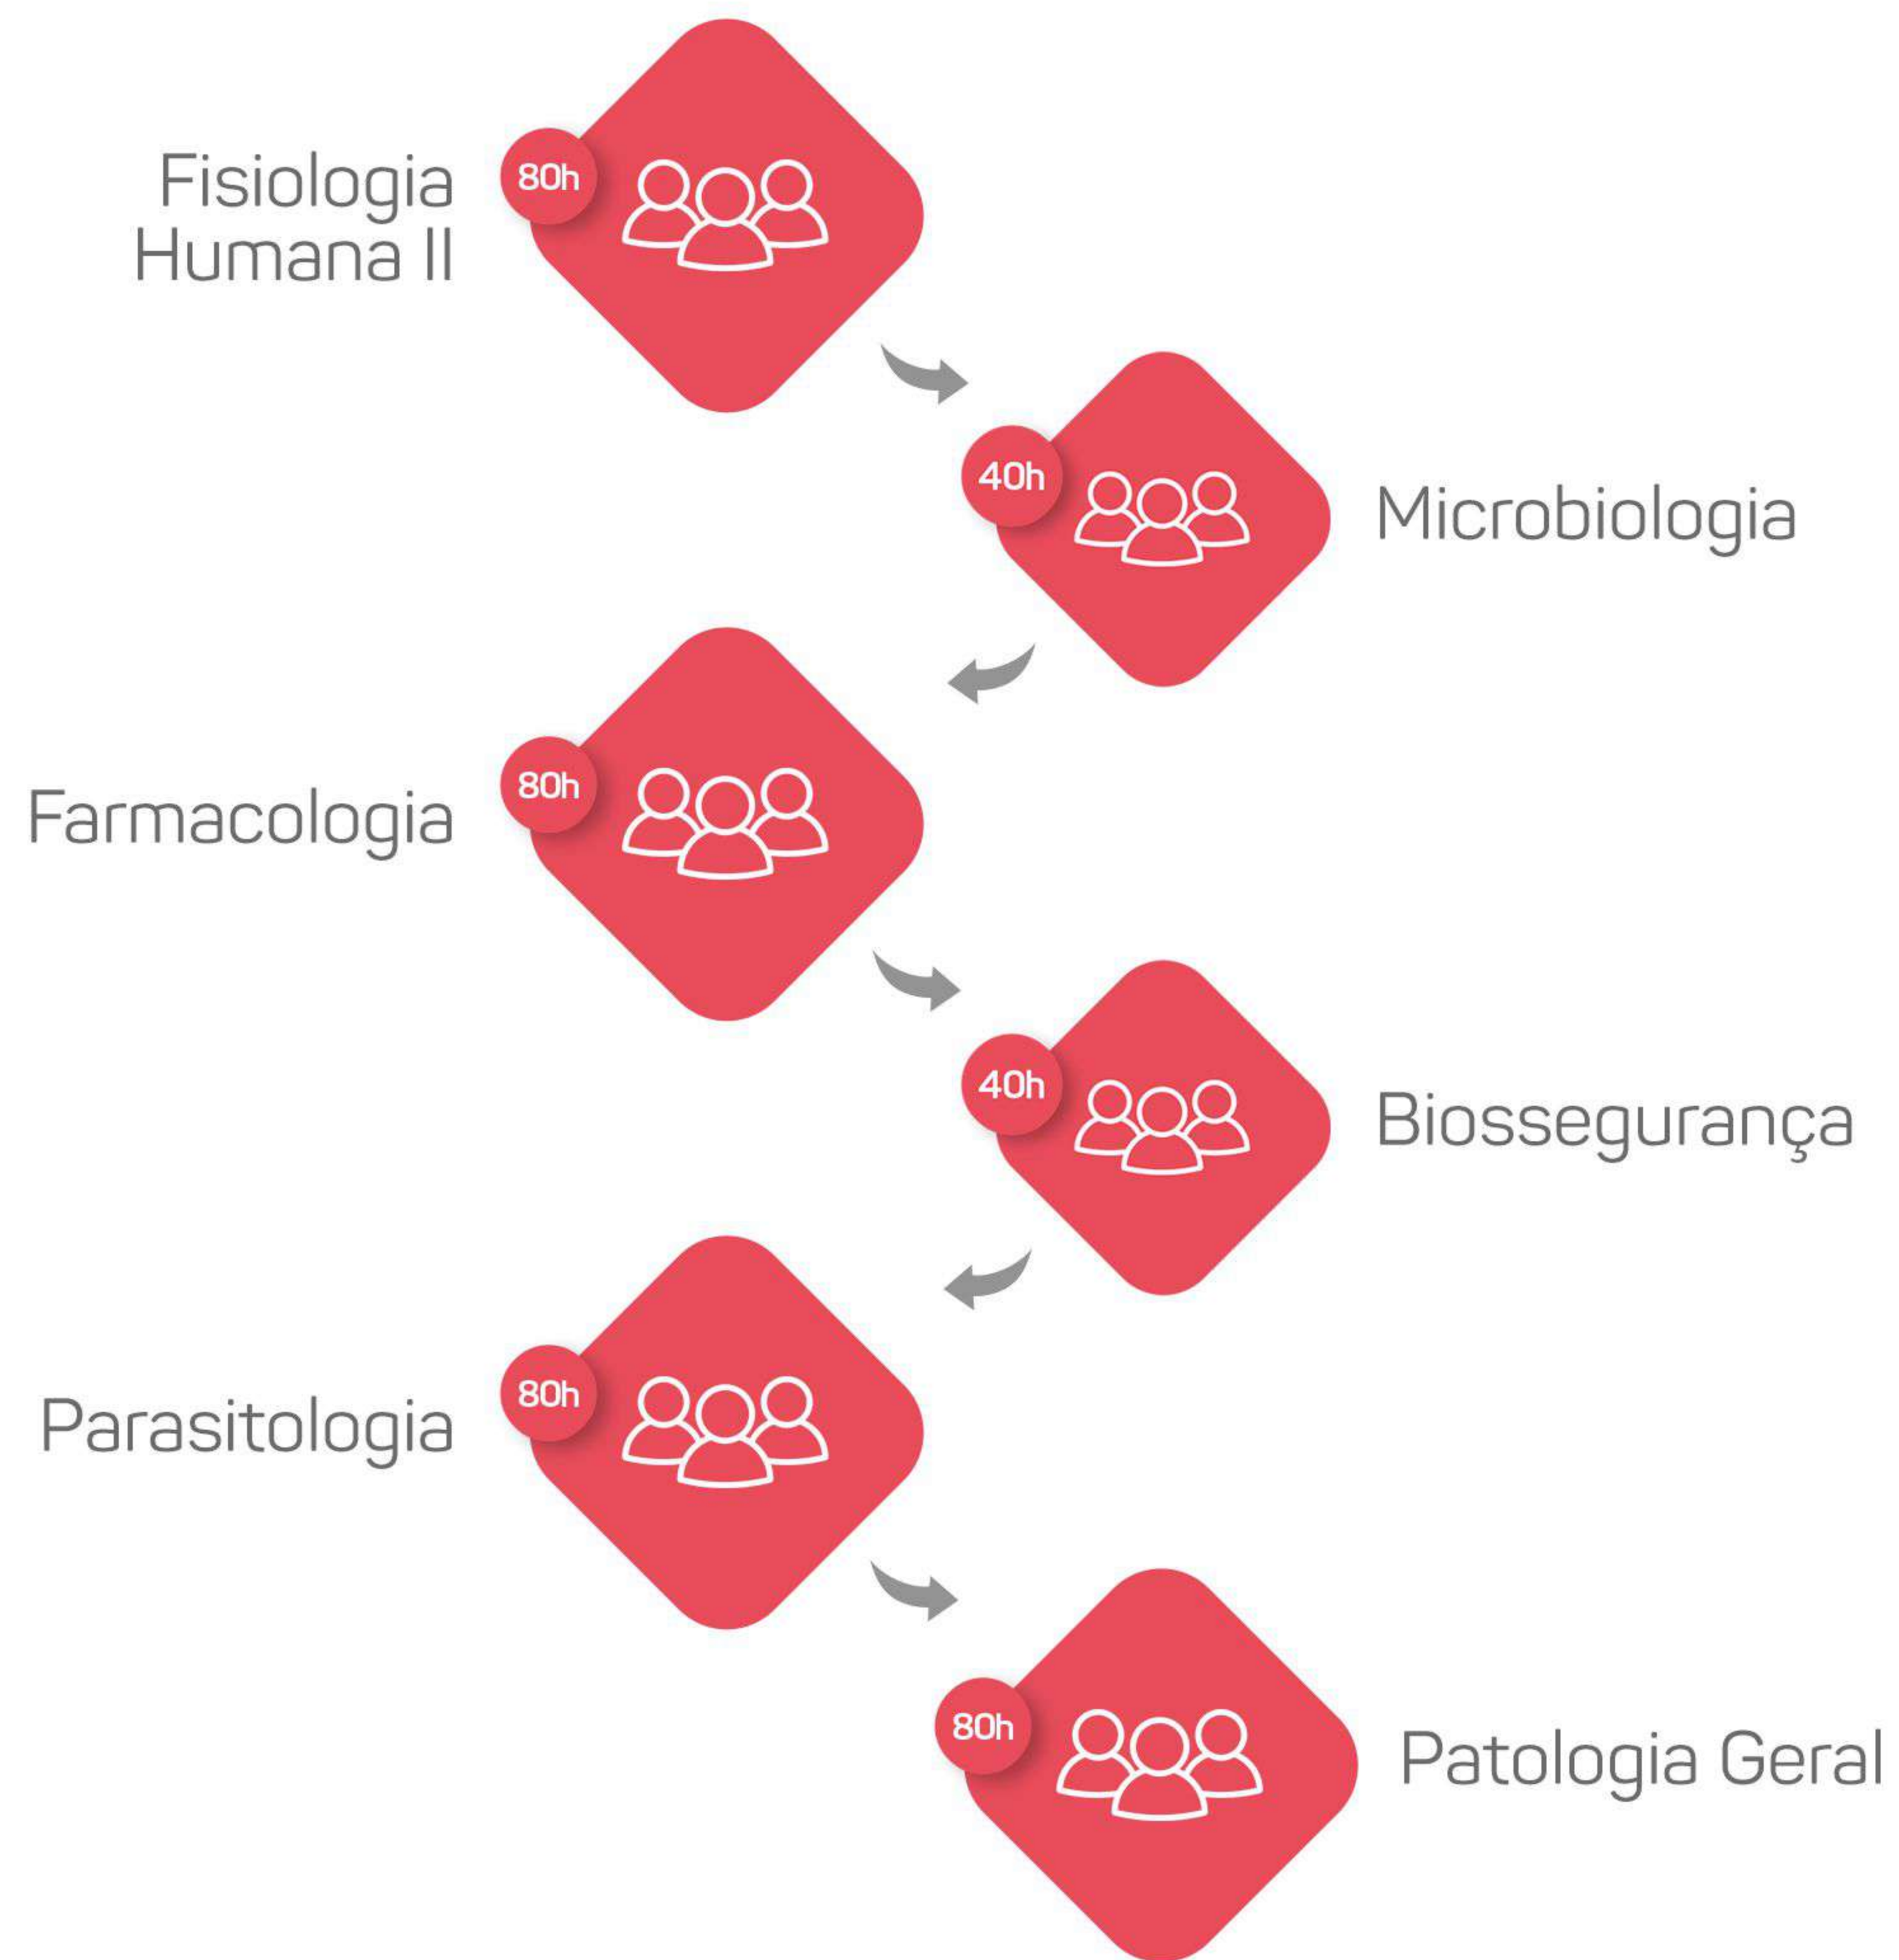 Fisiologia
Humana II
80h
40h
Microbiologia
Farmacologia
80h
40h
Biossegurança
Parasitologia
80h
80h
Patologia Geral